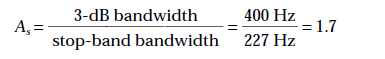 A_s = 3-dB bandwidth / stop-band bandwidth = 400 Hz / 227 Hz = 1.7